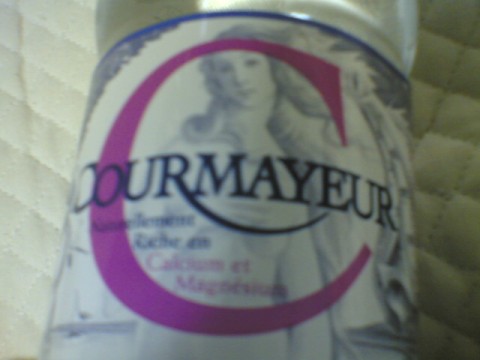 COURMAYEUR
Naturellement
Riche en
Calcium et
Magnésium